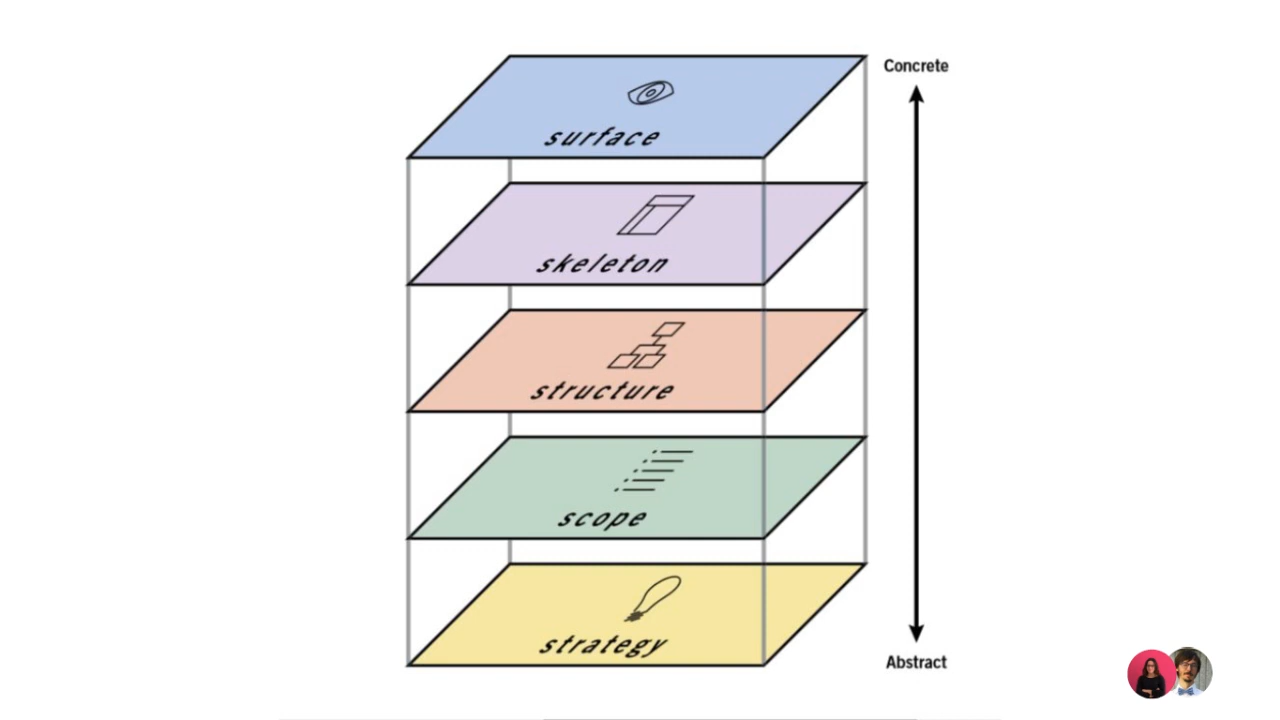 Concrete
surface
skeleton
structure
scope
strategy
Abstract